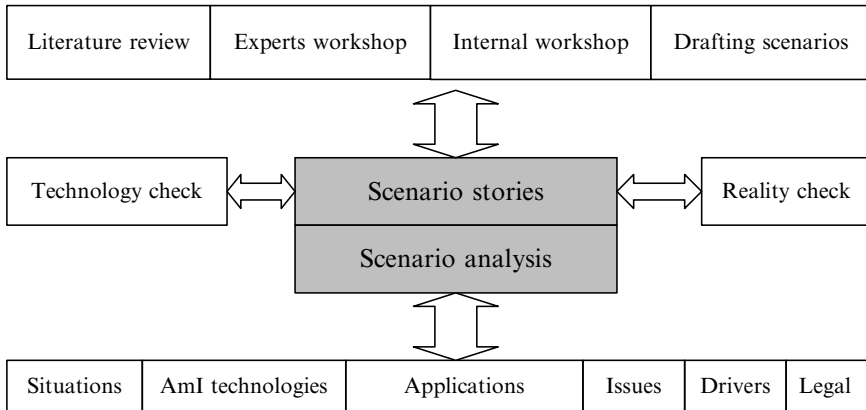 Literature review
Experts workshop
Internal workshop
Drafting scenarios
Technology check
Scenario stories
Reality check
Scenario analysis
Situations
AmI technologies
Applications
Issues
Drivers
Legal